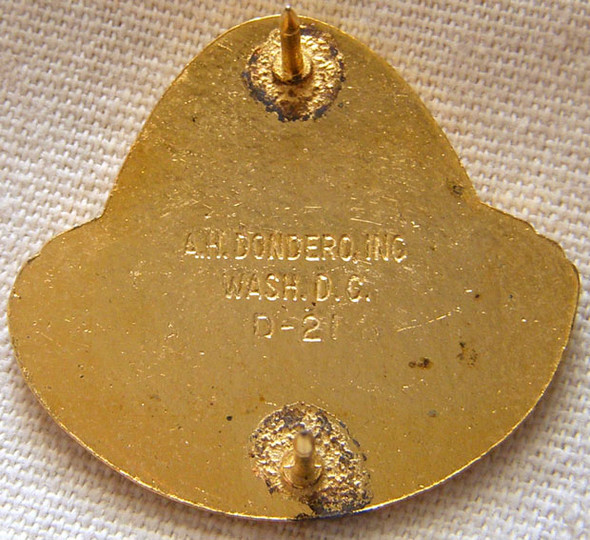 A.H. DONDERO, INC
WASH. D. C.
D-21